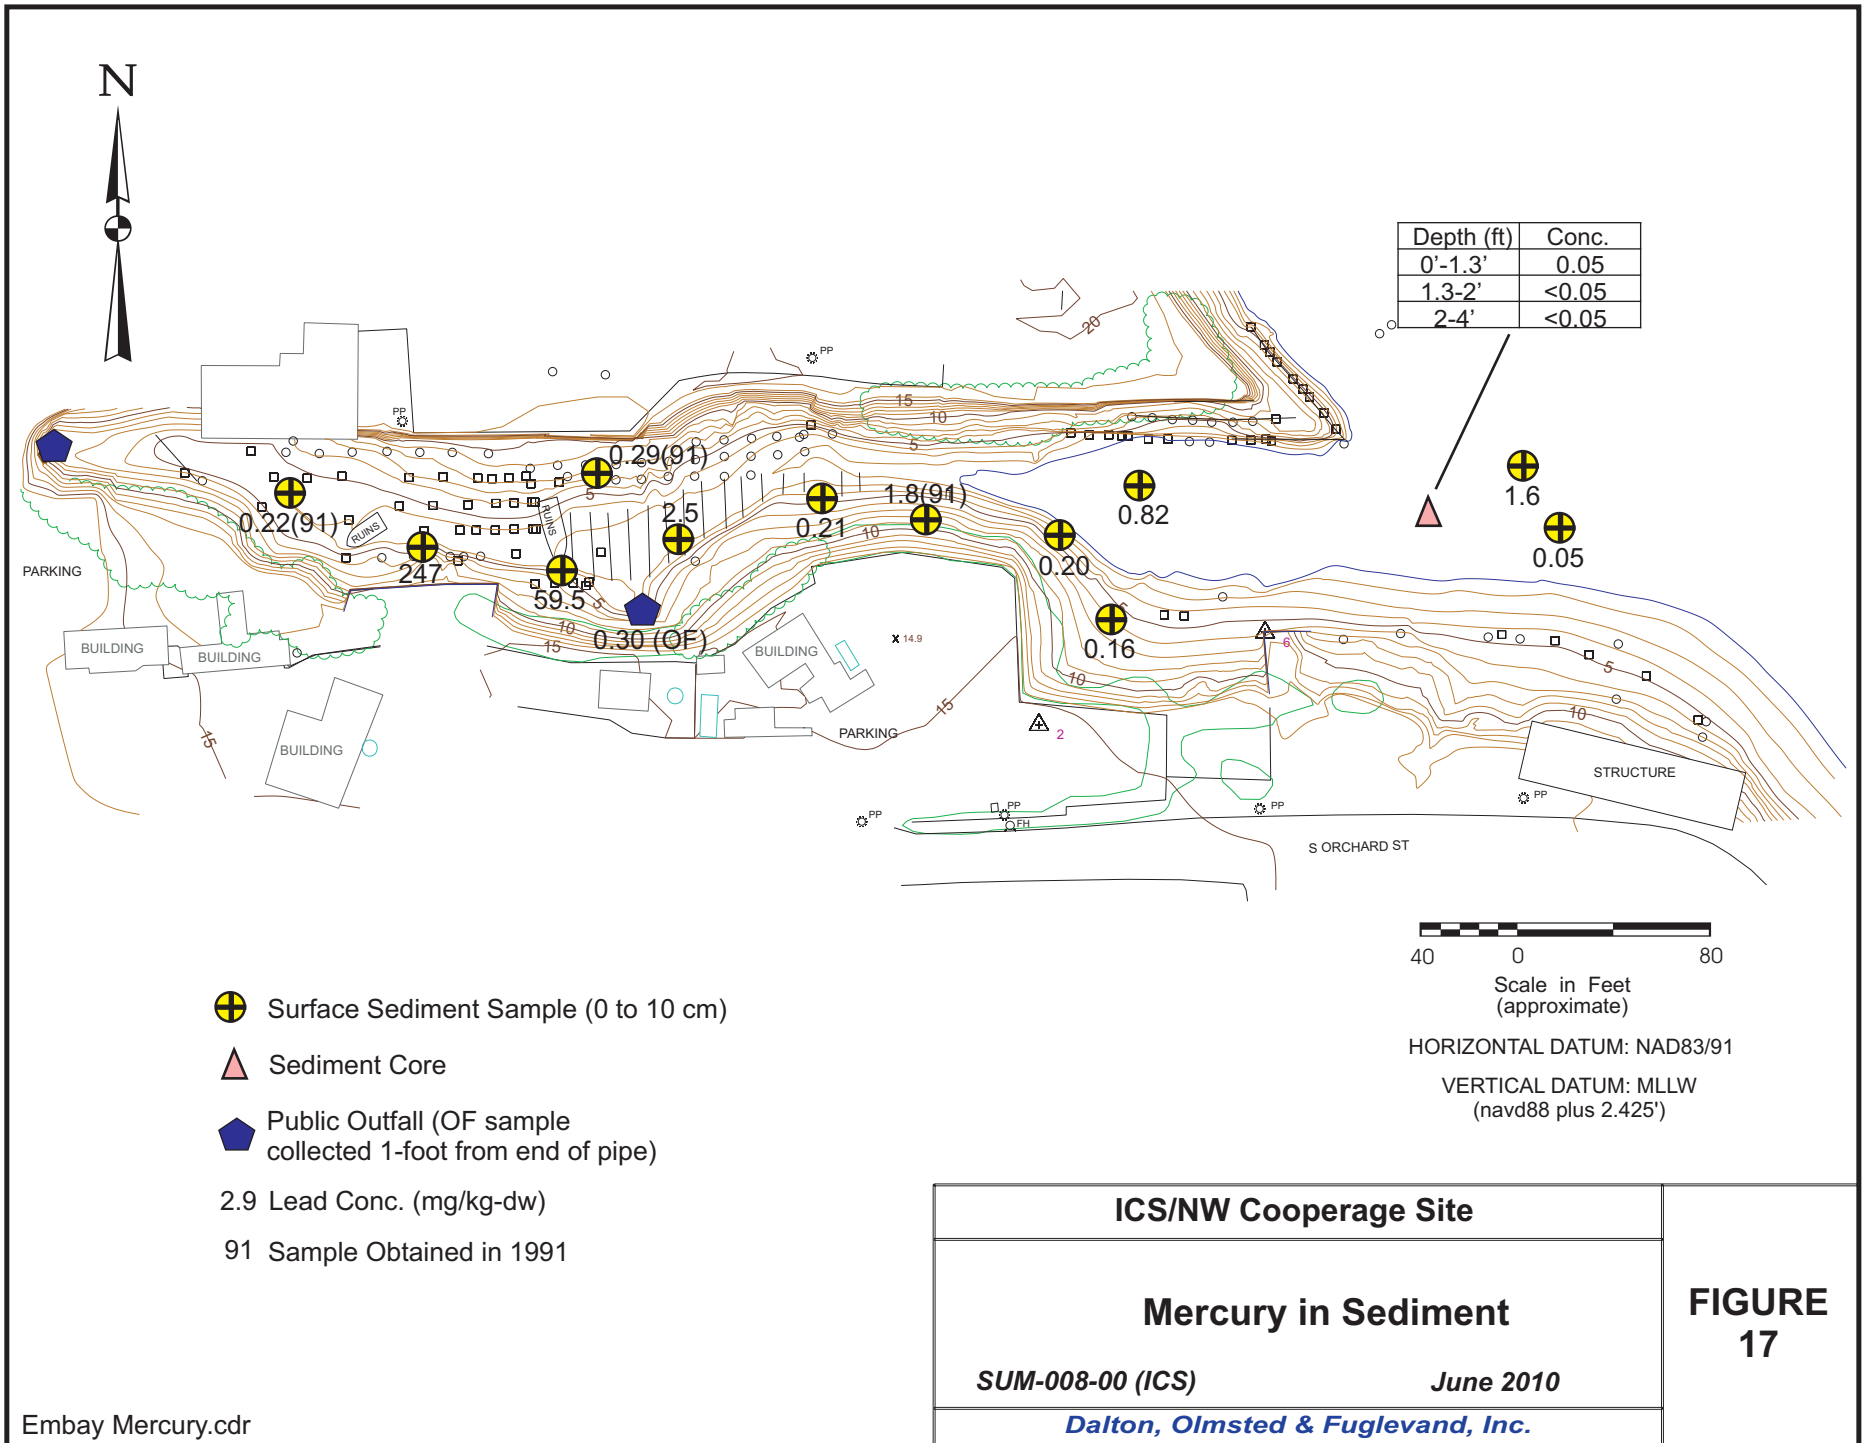 N
Depth (ft) Conc.
0'-1.3' 0.05
1.3-2' <0.05
2-4' <0.05
20
PP
15
10
5
PP
0.29(91)
5
1.8(91)
0.22(91)
RUINS
RUINS
2.5
0.21
10
0.82
1.6
0.05
0.20
247
59.5
5
PARKING
10
15
0.30 (OF)
BUILDING
BUILDING
BUILDING
x 14.9
0.16
6
5
10
10
15
15
BUILDING
PARKING
2
STRUCTURE
PP
PP
PP
PP
FH
S ORCHARD ST
40 0 80
Scale in Feet
(approximate)
HORIZONTAL DATUM: NAD83/91
VERTICAL DATUM: MLLW
(navd88 plus 2.425')
Surface Sediment Sample (0 to 10 cm)
Sediment Core
Public Outfall (OF sample
collected 1-foot from end of pipe)
2.9 Lead Conc. (mg/kg-dw)
91 Sample Obtained in 1991
ICS/NW Cooperage Site
Mercury in Sediment
SUM-008-00 (ICS) June 2010
Dalton, Olmsted & Fuglevand, Inc.
FIGURE
17
Embay Mercury.cdr